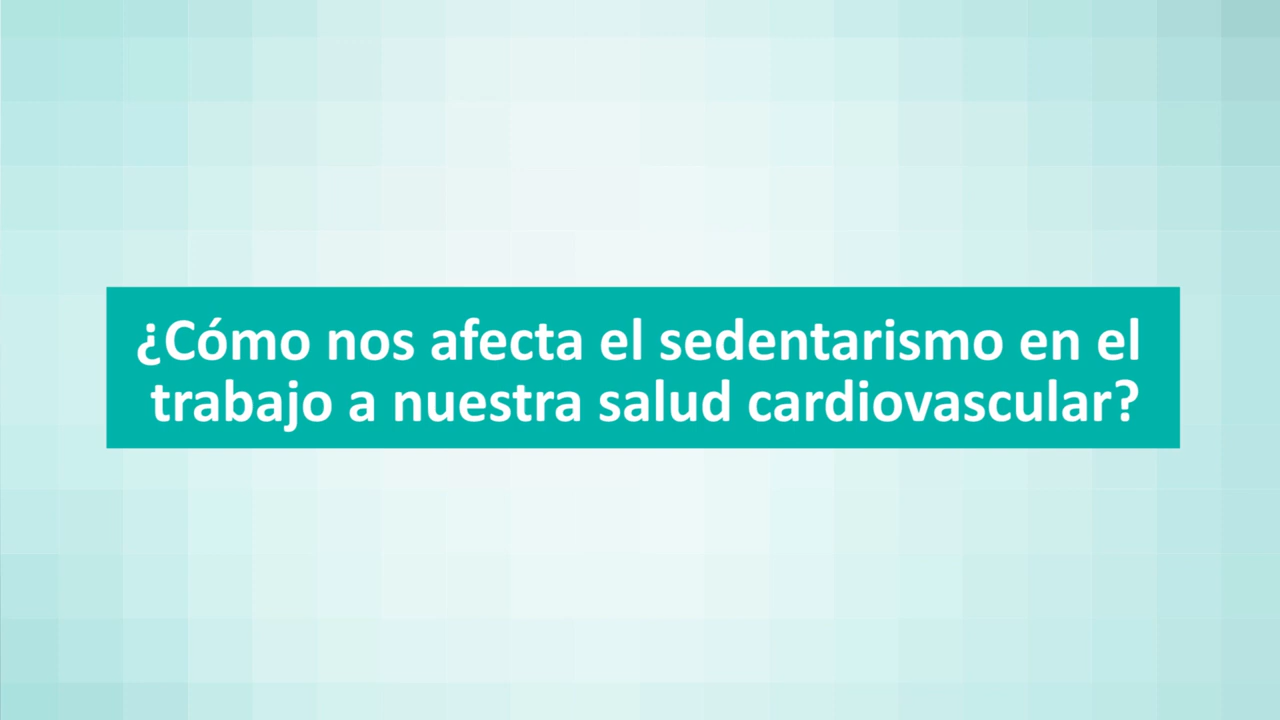 ¿Cómo nos afecta el sedentarismo en el
trabajo a nuestra salud cardiovascular?